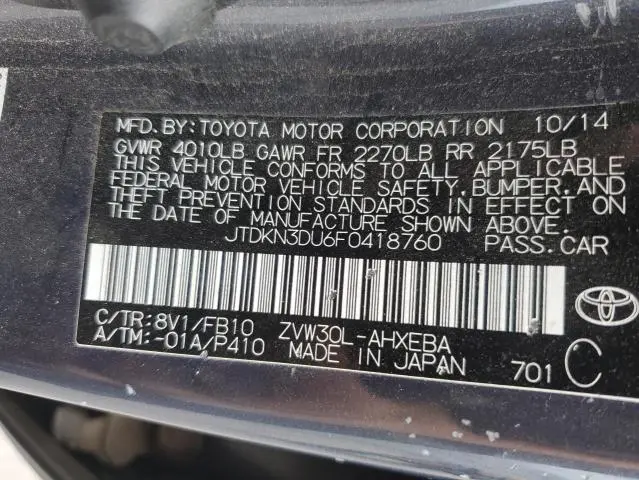 MFD.BY:TOYOTA MOTOR CORPORATION 10/14
GVWR 4010LB GAWR FR 2270LB RR 2175LB
THIS VEHICLE CONFORMS TO ALL APPLICABLE
FEDERAL MOTOR VEHICLE SAFETY,BUMPER,AND
THEFT PREVENTION STANDARDS IN EFFECT ON
THE DATE OF MANUFACTURE SHOWN ABOVE.
JTDKN3DU6F0418760 PASS.CAR
C/TR:8V1/FB10 ZVW30L-AHXEBA
A/TM:-01A/P410 MADE IN JAPAN 701 C